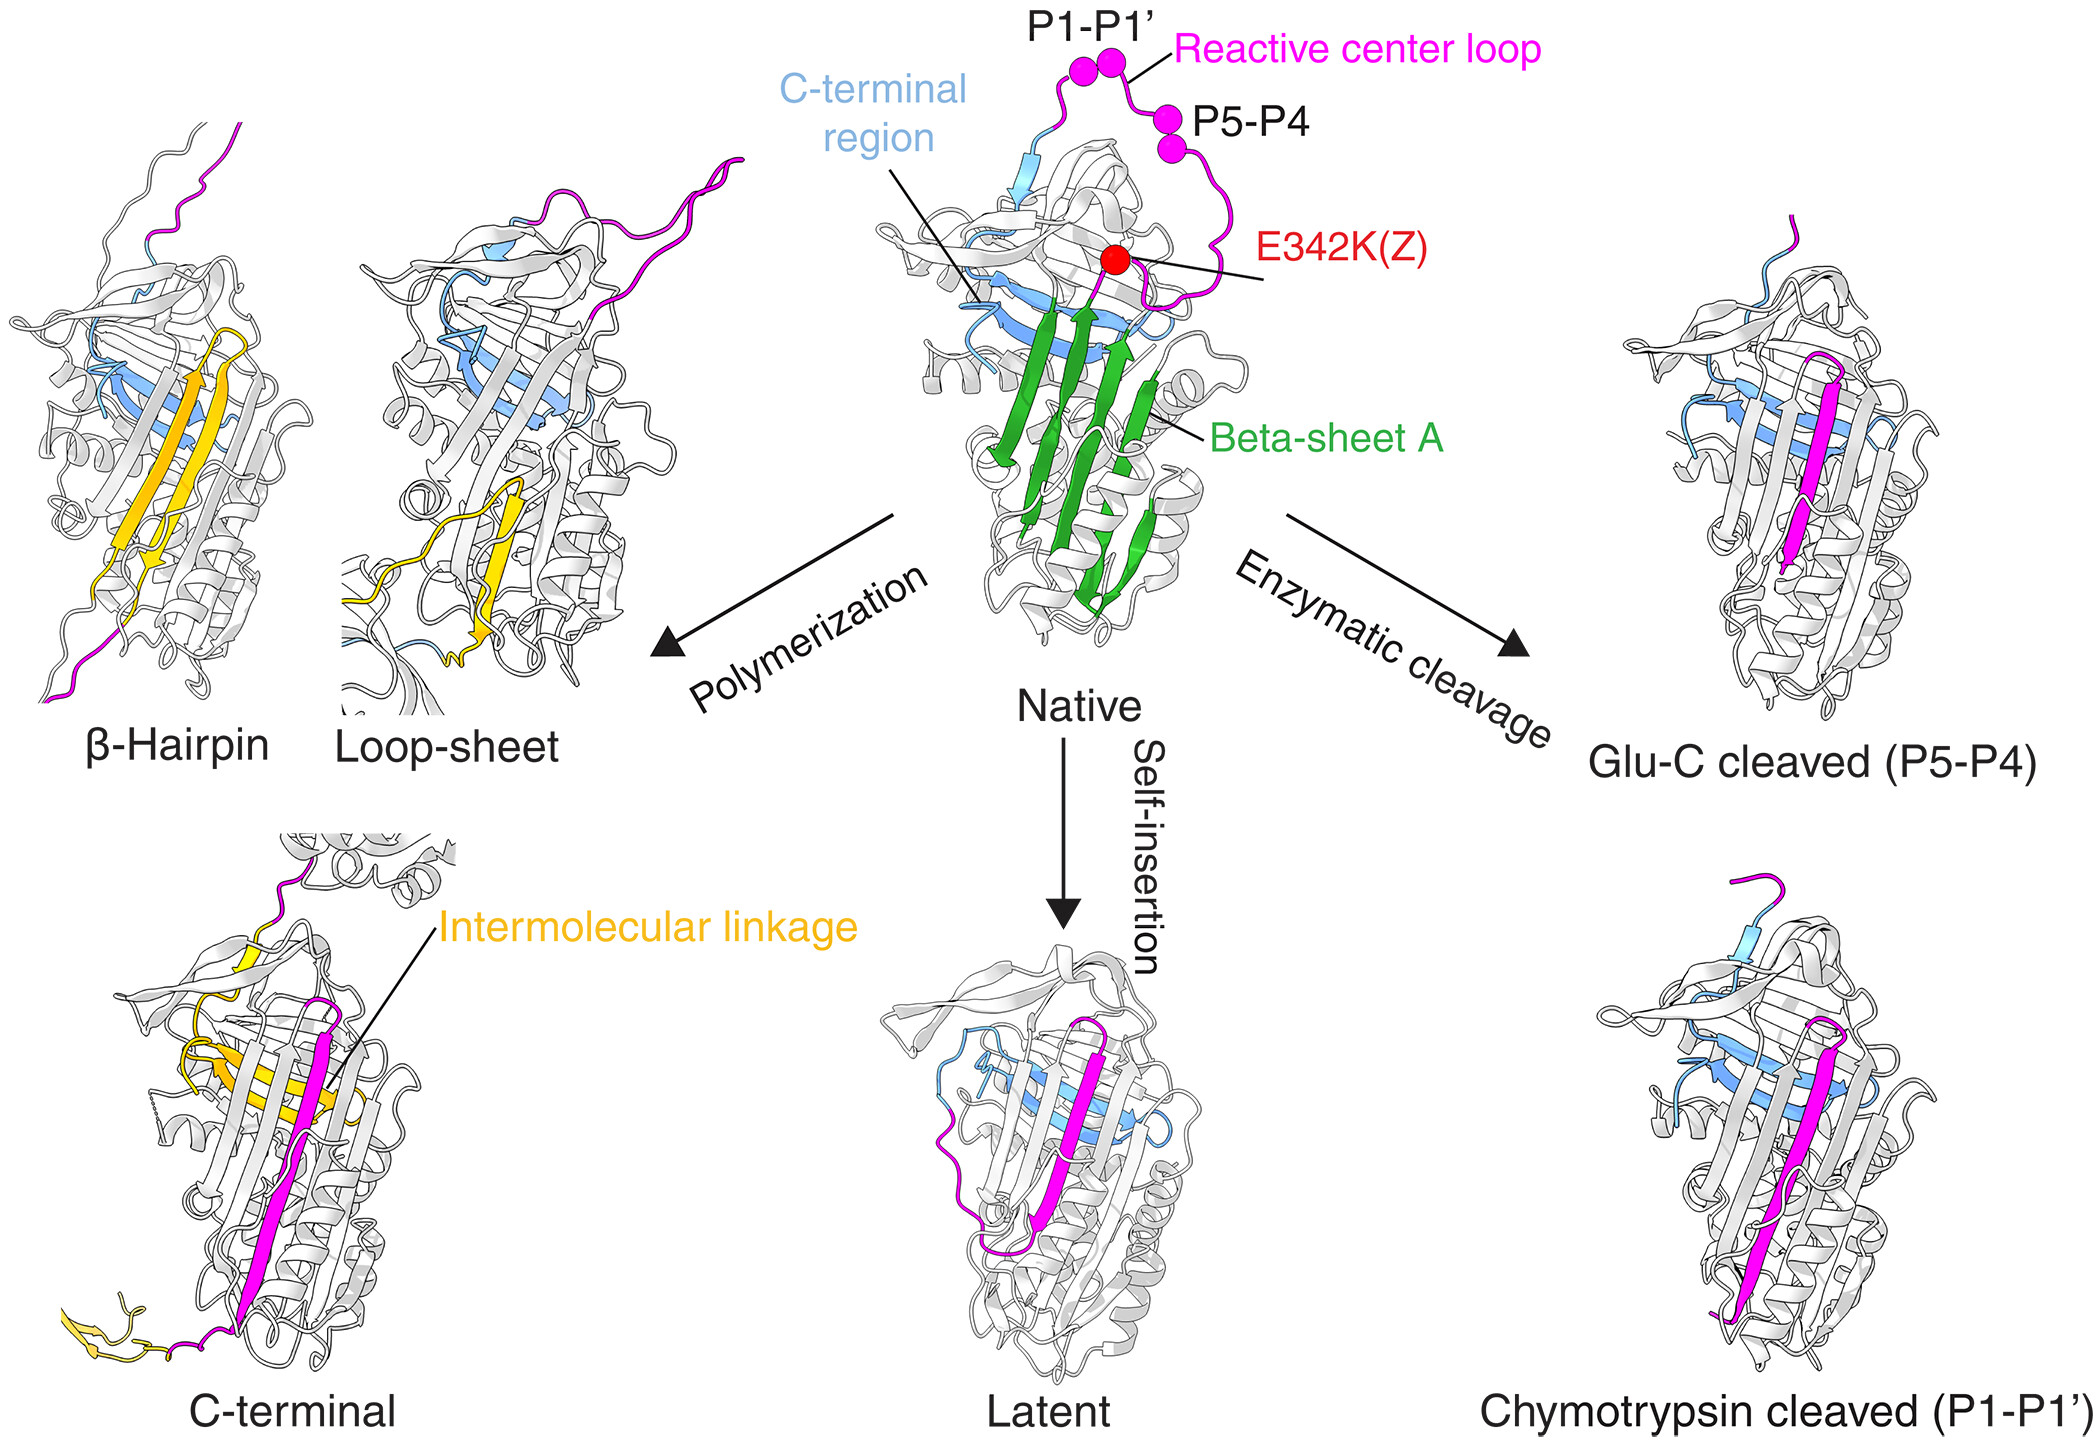 P1-P1’
Reactive center loop
C-terminal
region
P5-P4
E342K(Z)
Beta-sheet A
Polymerization
Enzymatic cleavage
Native
Self-insertion
β-Hairpin
Loop-sheet
Glu-C cleaved (P5-P4)
Intermolecular linkage
C-terminal
Latent
Chymotrypsin cleaved (P1-P1’)